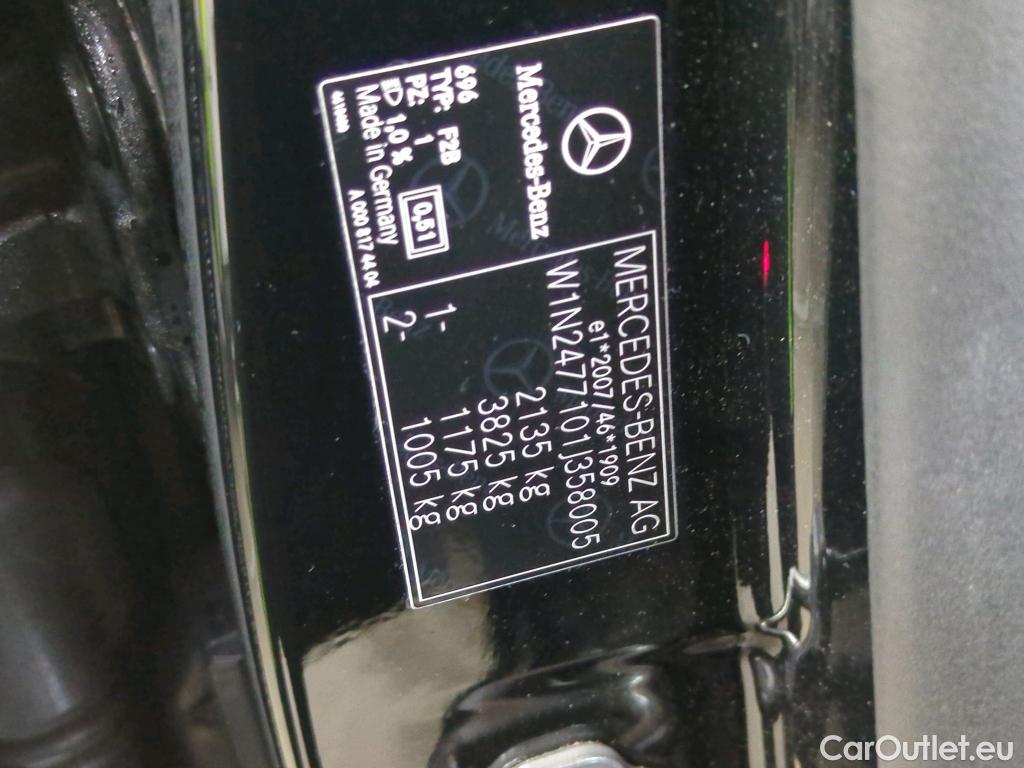 MERCEDES-BENZ AG
e1*2007/46*1909
W1N2477101J358005
2135 kg
3825 kg
1- 1175 kg
2- 1005 kg
Mercedes-Benz
696
TYP: F2B
PZ: 1
1,0 %
0,51
Made in Germany
A 000 817 44 04
CarOutlet.eu